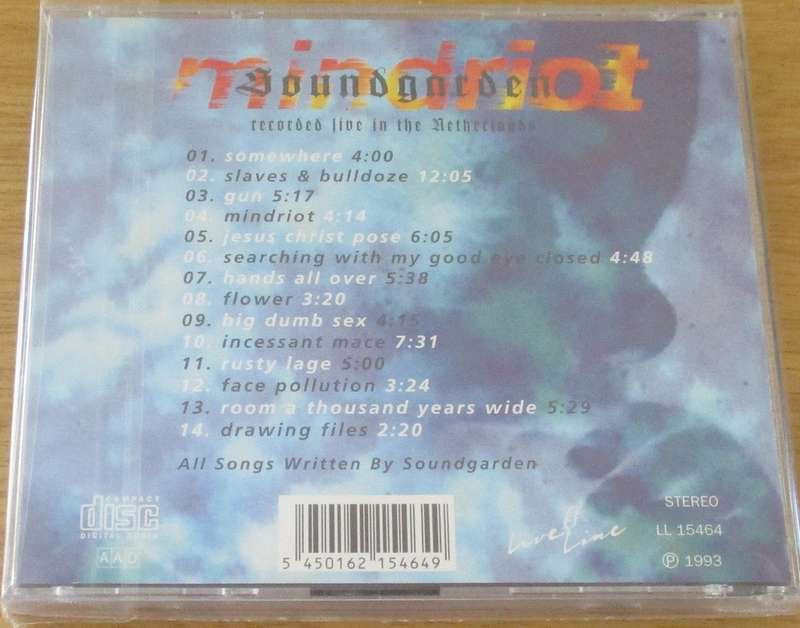 mindriot
Soundgarden
recorded live in the Netherlands
01. somewhere 4:00
02. slaves & bulldoze 12:05
03. gun 5:17
04. mindriot 4:14
05. jesus christ pose 6:05
06. searching with my good eye closed 4:48
07. hands all over 5:38
08. flower 3:20
09. big dumb sex 4:15
10. incessant mace 7:31
11. rusty lage 5:00
12. face pollution 3:24
13. room a thousand years wide 5:29
14. drawing files 2:20
All Songs Written By Soundgarden
COMPACT
disc
DIGITAL AUDIO
AAD
5 450162 154649
Live Line
STEREO
LL 15464
℗ 1993